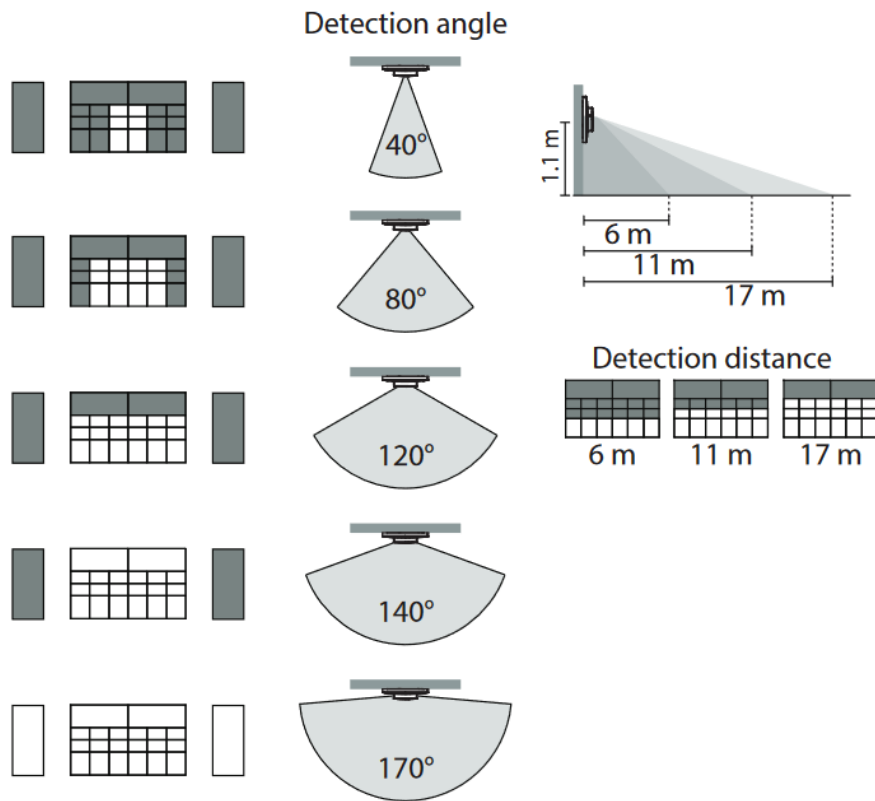 Detection angle
40°
80°
120°
140°
170°
1.1 m
6 m
11 m
17 m
Detection distance
6 m 11 m 17 m